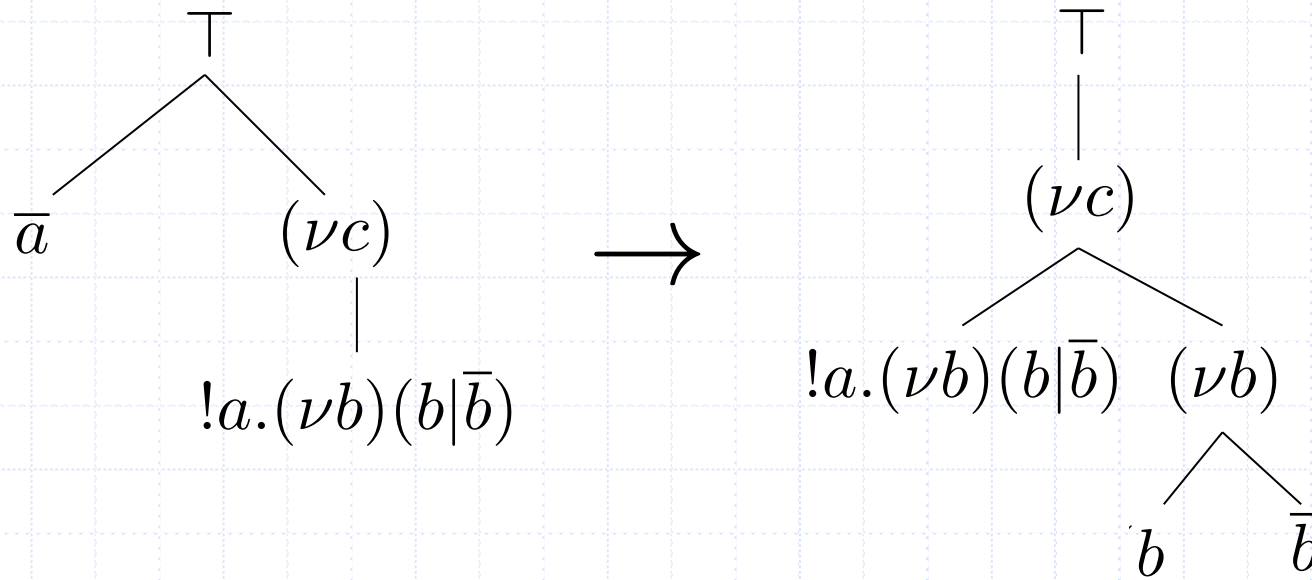 ⊤ ⊤
(νc)
a̅ (νc) ⟶
!a.(νb)(b|b̅) (νb)
!a.(νb)(b|b̅)
b b̅